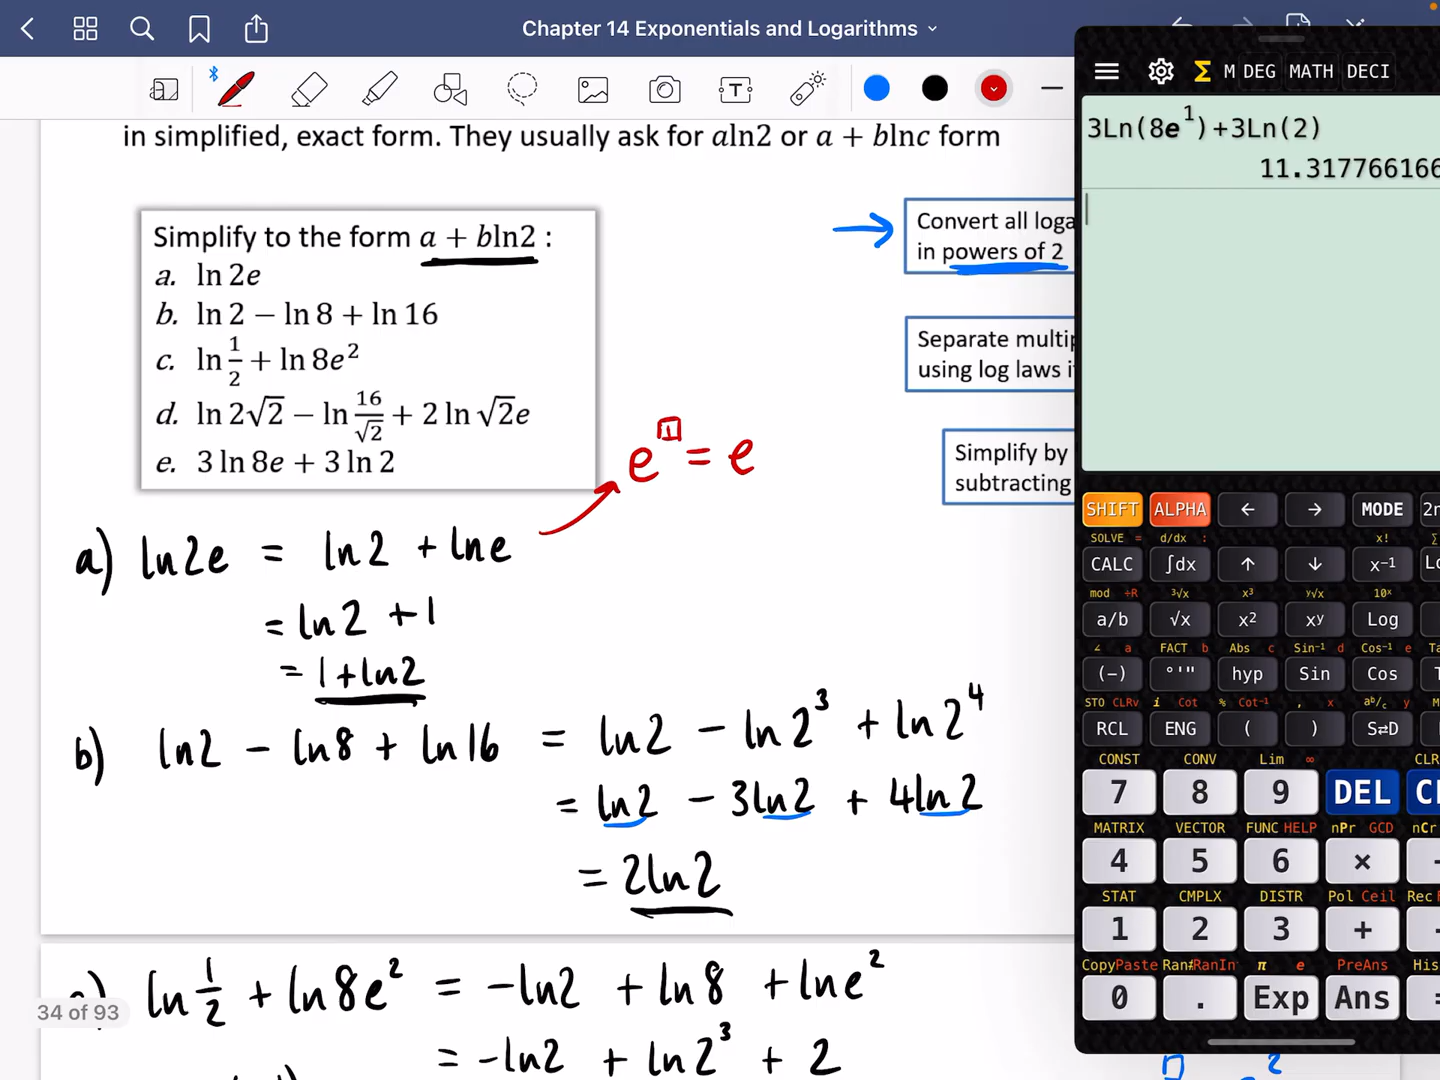 Chapter 14 Exponentials and Logarithms
in simplified, exact form. They usually ask for aln2 or a + blnc form
Simplify to the form a + bln2 :
a. ln 2e
b. ln 2 − ln 8 + ln 16
c. ln 1/2 + ln 8e²
d. ln 2√2 − ln 16/√2 + 2 ln √2e
e. 3 ln 8e + 3 ln 2
Convert all loga
in powers of 2
Separate multip
using log laws i
Simplify by
subtracting
e^1 = e
a) ln2e = ln2 + lne
= ln2 + 1
= 1+ln2
b) ln2 − ln8 + ln16 = ln2 − ln2³ + ln2⁴
= ln2 − 3ln2 + 4ln2
= 2ln2
ln 1/2 + ln8e² = −ln2 + ln8 + lne²
= −ln2 + ln2³ + 2
34 of 93
Σ M DEG MATH DECI
3Ln(8e¹)+3Ln(2)
11.317766166
SHIFT ALPHA ← → MODE
SOLVE = d/dx : x!
CALC ∫dx ↑ ↓ x⁻¹
mod ÷R ³√x x³ ʸ√x 10ˣ
a/b √x x² xʸ Log
∠ a FACT b Abs c Sin⁻¹ d Cos⁻¹ e
(−) °'" hyp Sin Cos
STO CLRv i Cot % Cot⁻¹ , x aᵇ/c y
RCL ENG ( ) S⇄D
CONST CONV Lim ∞
7 8 9 DEL
MATRIX VECTOR FUNC HELP nPr GCD nCr
4 5 6 ×
STAT CMPLX DISTR Pol Ceil Rec
1 2 3 +
Copy Paste Ran# RanIn π e PreAns His
0 . Exp Ans =